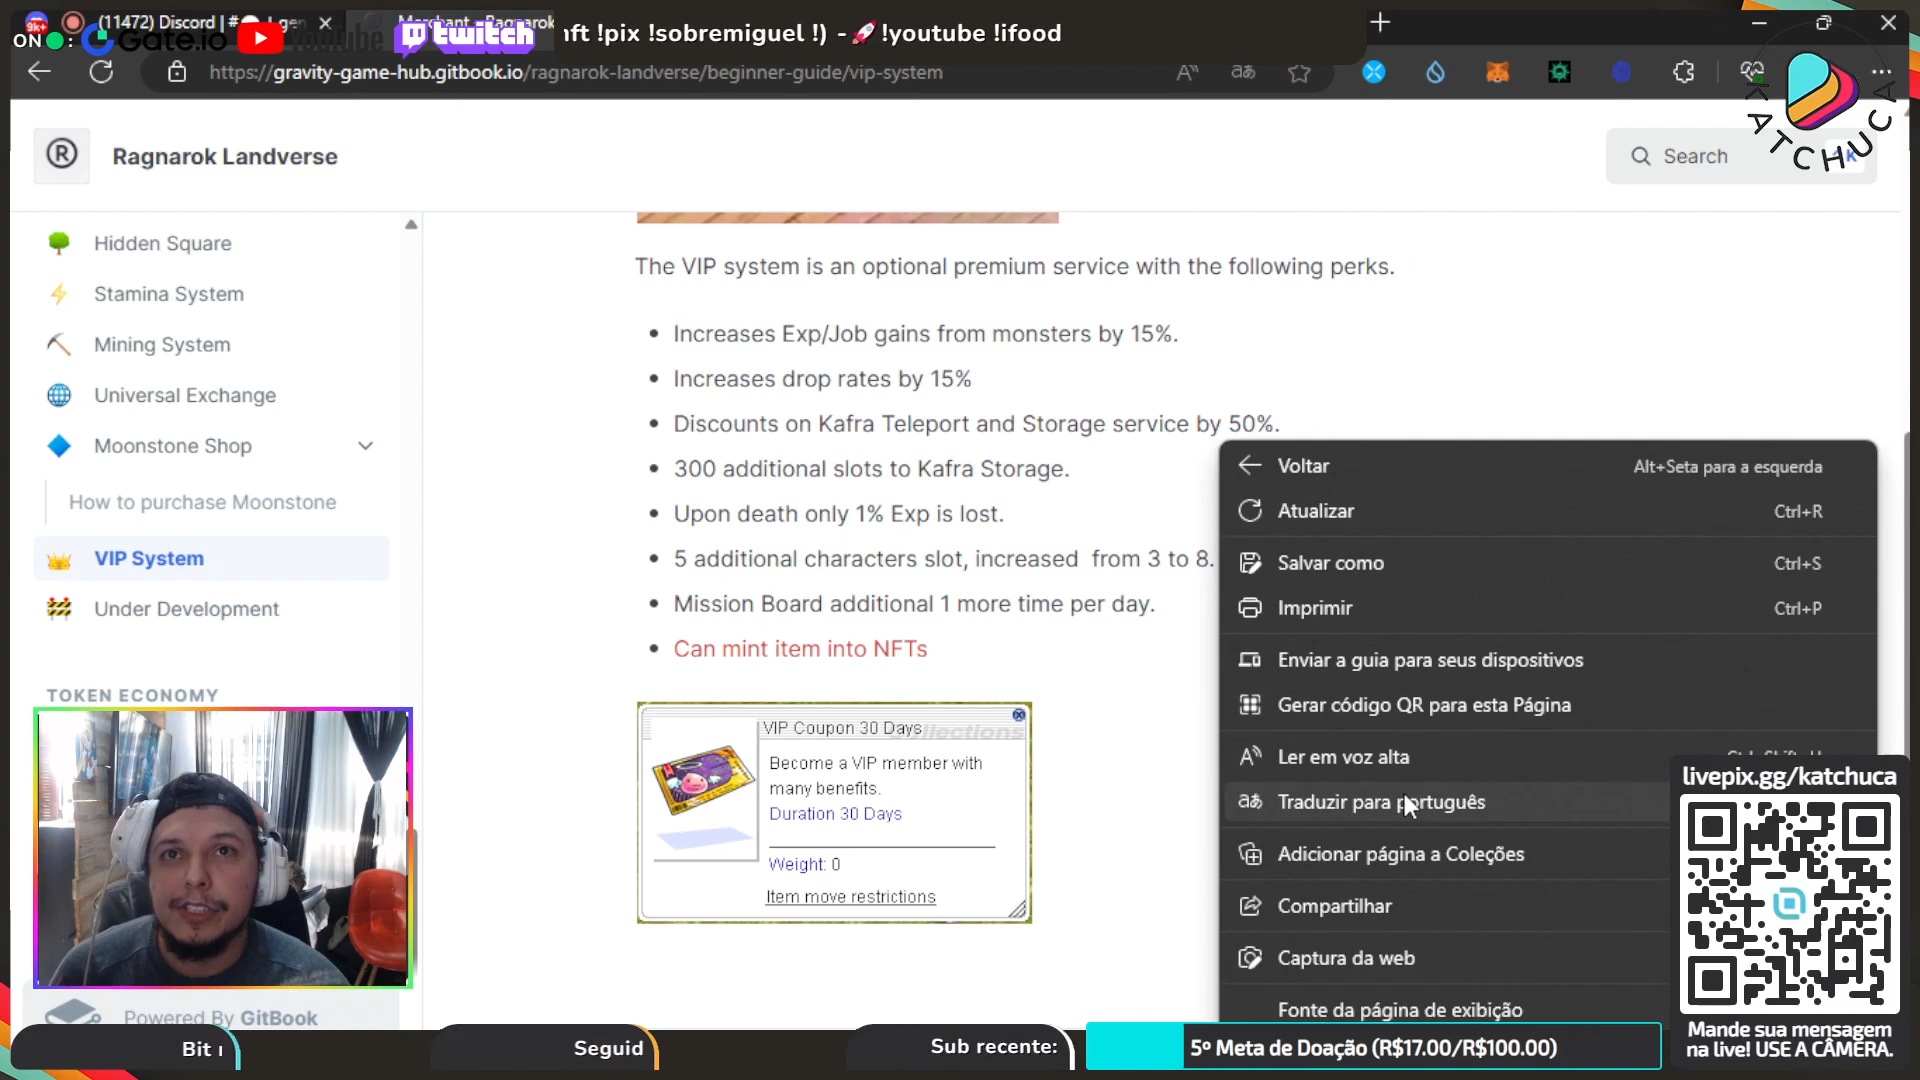 (11472) Discord | #
Merchant - Ragnarok
ON :
Gate.io
Youtube
twitch
nft !pix !sobremiguel !) - 🚀 !youtube !ifood
https://gravity-game-hub.gitbook.io/ragnarok-landverse/beginner-guide/vip-system
KATCHUCA
Ragnarok Landverse
Search
Hidden Square
Stamina System
Mining System
Universal Exchange
Moonstone Shop
How to purchase Moonstone
VIP System
Under Development
TOKEN ECONOMY
Powered By GitBook
The VIP system is an optional premium service with the following perks.
• Increases Exp/Job gains from monsters by 15%.
• Increases drop rates by 15%
• Discounts on Kafra Teleport and Storage service by 50%.
• 300 additional slots to Kafra Storage.
• Upon death only 1% Exp is lost.
• 5 additional characters slot, increased from 3 to 8.
• Mission Board additional 1 more time per day.
• Can mint item into NFTs
VIP Coupon 30 Days
Become a VIP member with
many benefits.
Duration 30 Days
Weight: 0
Item move restrictions
Voltar Alt+Seta para a esquerda
Atualizar Ctrl+R
Salvar como Ctrl+S
Imprimir Ctrl+P
Enviar a guia para seus dispositivos
Gerar código QR para esta Página
Ler em voz alta
Traduzir para português
Adicionar página a Coleções
Compartilhar
Captura da web
Fonte da página de exibição
livepix.gg/katchuca
Mande sua mensagem
na live! USE A CÂMERA.
Bit
Seguid
Sub recente:
5º Meta de Doação (R$17.00/R$100.00)